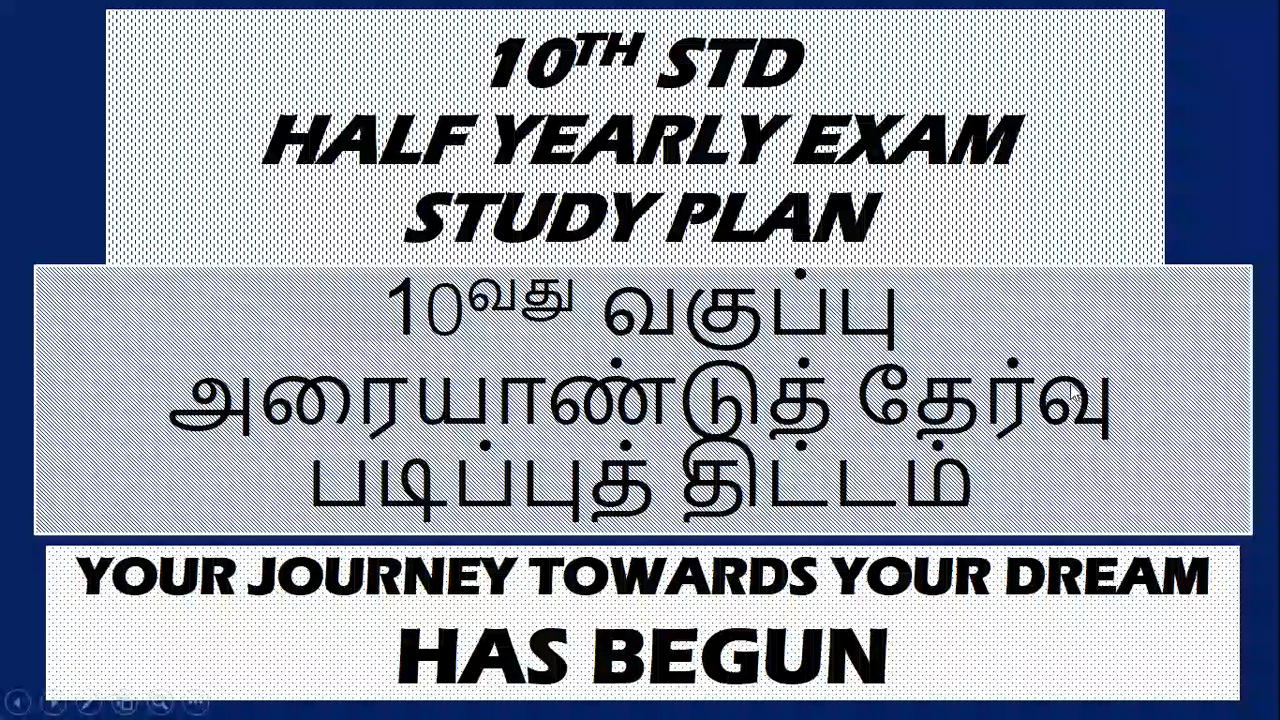 10TH STD
HALF YEARLY EXAM
STUDY PLAN
10வது வகுப்பு
அரையாண்டுத் தேர்வு
படிப்புத் திட்டம்
YOUR JOURNEY TOWARDS YOUR DREAM
HAS BEGUN